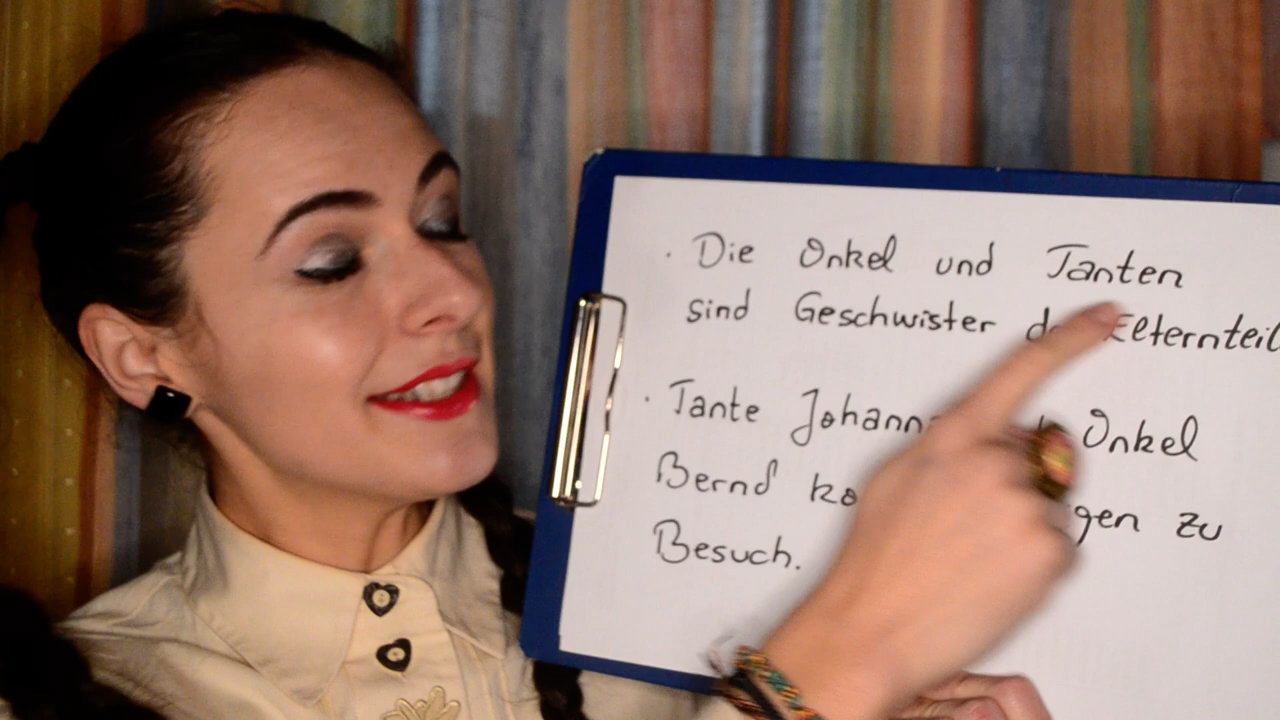 · Die Onkel und Tanten
sind Geschwister Elternteil
· Tante Onkel
Bernd zu
Besuch.